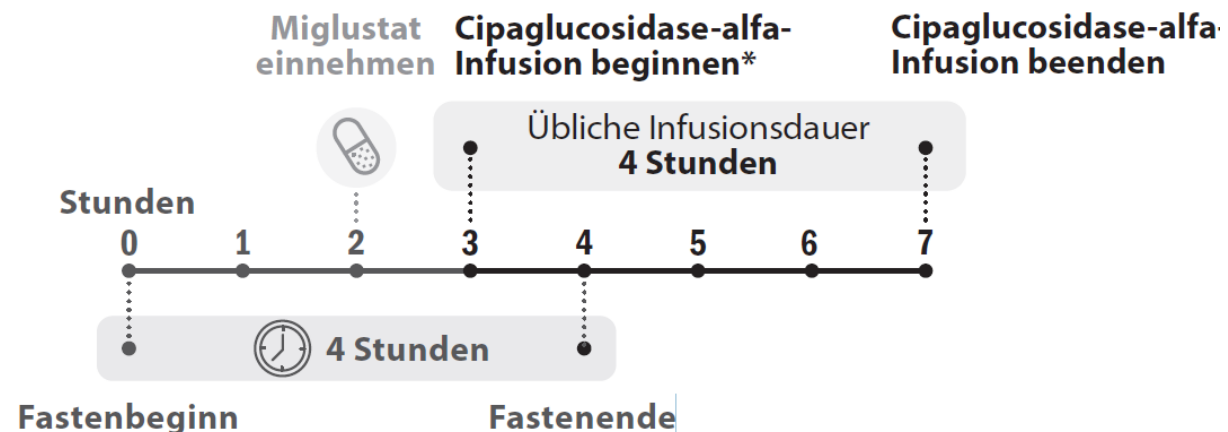 Miglustat
einnehmen
Cipaglucosidase-alfa-
Infusion beginnen*
Cipaglucosidase-alfa-
Infusion beenden
Übliche Infusionsdauer
4 Stunden
Stunden
0 1 2 3 4 5 6 7
4 Stunden
Fastenbeginn
Fastenende